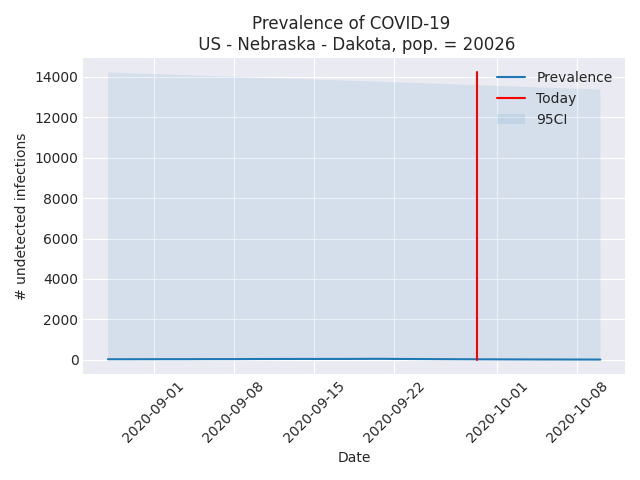 Prevalence of COVID-19
US - Nebraska - Dakota, pop. = 20026
Prevalence
Today
95CI
# undetected infections
14000
12000
10000
8000
6000
4000
2000
0
2020-09-01
2020-09-08
2020-09-15
2020-09-22
2020-10-01
2020-10-08
Date